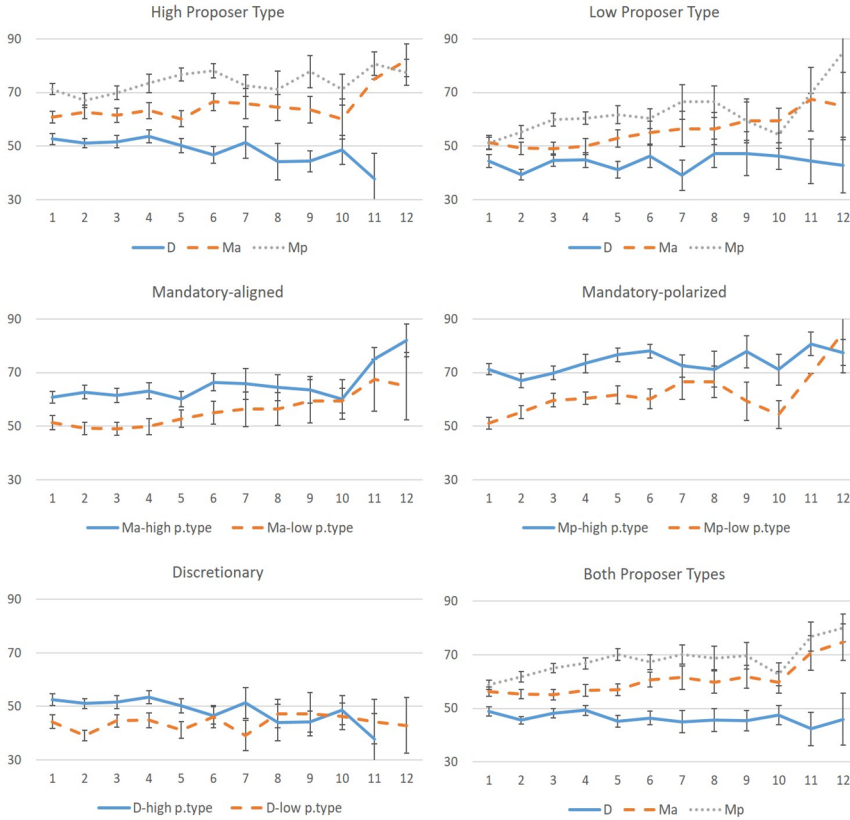 High Proposer Type
90
70
50
30
1 2 3 4 5 6 7 8 9 10 11 12
D Ma Mp
Low Proposer Type
90
70
50
30
1 2 3 4 5 6 7 8 9 10 11 12
D Ma Mp
Mandatory-aligned
90
70
50
30
1 2 3 4 5 6 7 8 9 10 11 12
Ma-high p.type Ma-low p.type
Mandatory-polarized
90
70
50
30
1 2 3 4 5 6 7 8 9 10 11 12
Mp-high p.type Mp-low p.type
Discretionary
90
70
50
30
1 2 3 4 5 6 7 8 9 10 11 12
D-high p.type D-low p.type
Both Proposer Types
90
70
50
30
1 2 3 4 5 6 7 8 9 10 11 12
D Ma Mp